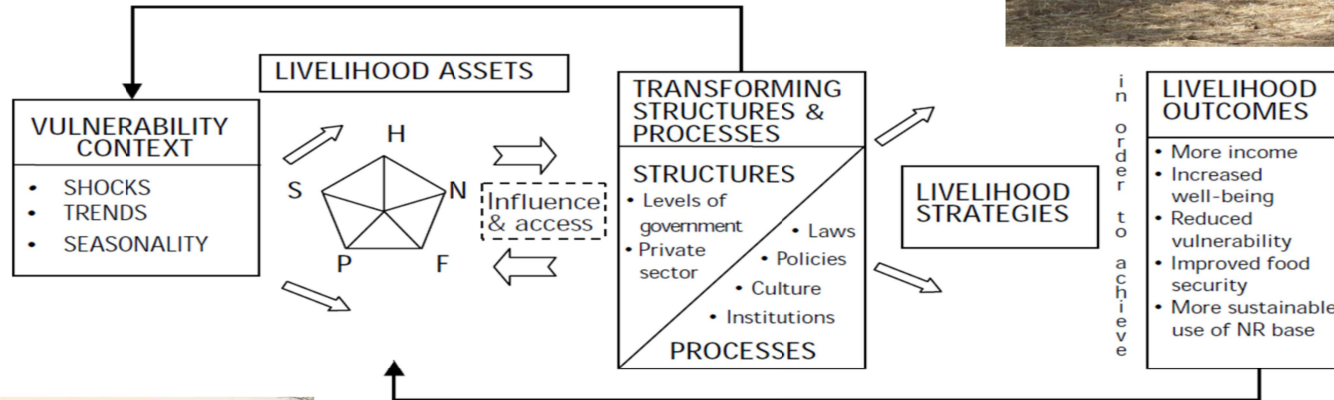 LIVELIHOOD ASSETS
VULNERABILITY
CONTEXT
• SHOCKS
• TRENDS
• SEASONALITY
H
S
N
P
F
Influence
& access
TRANSFORMING
STRUCTURES &
PROCESSES
STRUCTURES
• Levels of
government
• Private
sector
• Laws
• Policies
• Culture
• Institutions
PROCESSES
LIVELIHOOD
STRATEGIES
in order to achieve
LIVELIHOOD
OUTCOMES
• More income
• Increased
well-being
• Reduced
vulnerability
• Improved food
security
• More sustainable
use of NR base